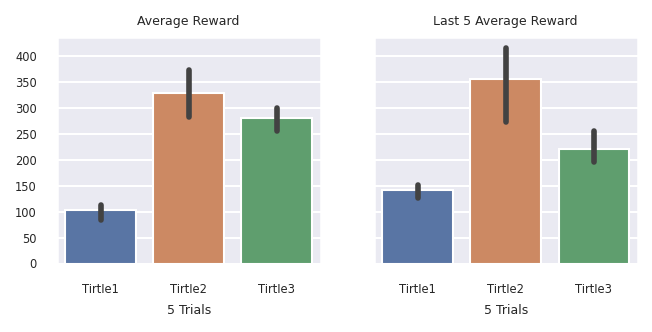 Average Reward
Last 5 Average Reward
400
350
300
250
200
150
100
50
0
Tirtle1 Tirtle2 Tirtle3
Tirtle1 Tirtle2 Tirtle3
5 Trials
5 Trials